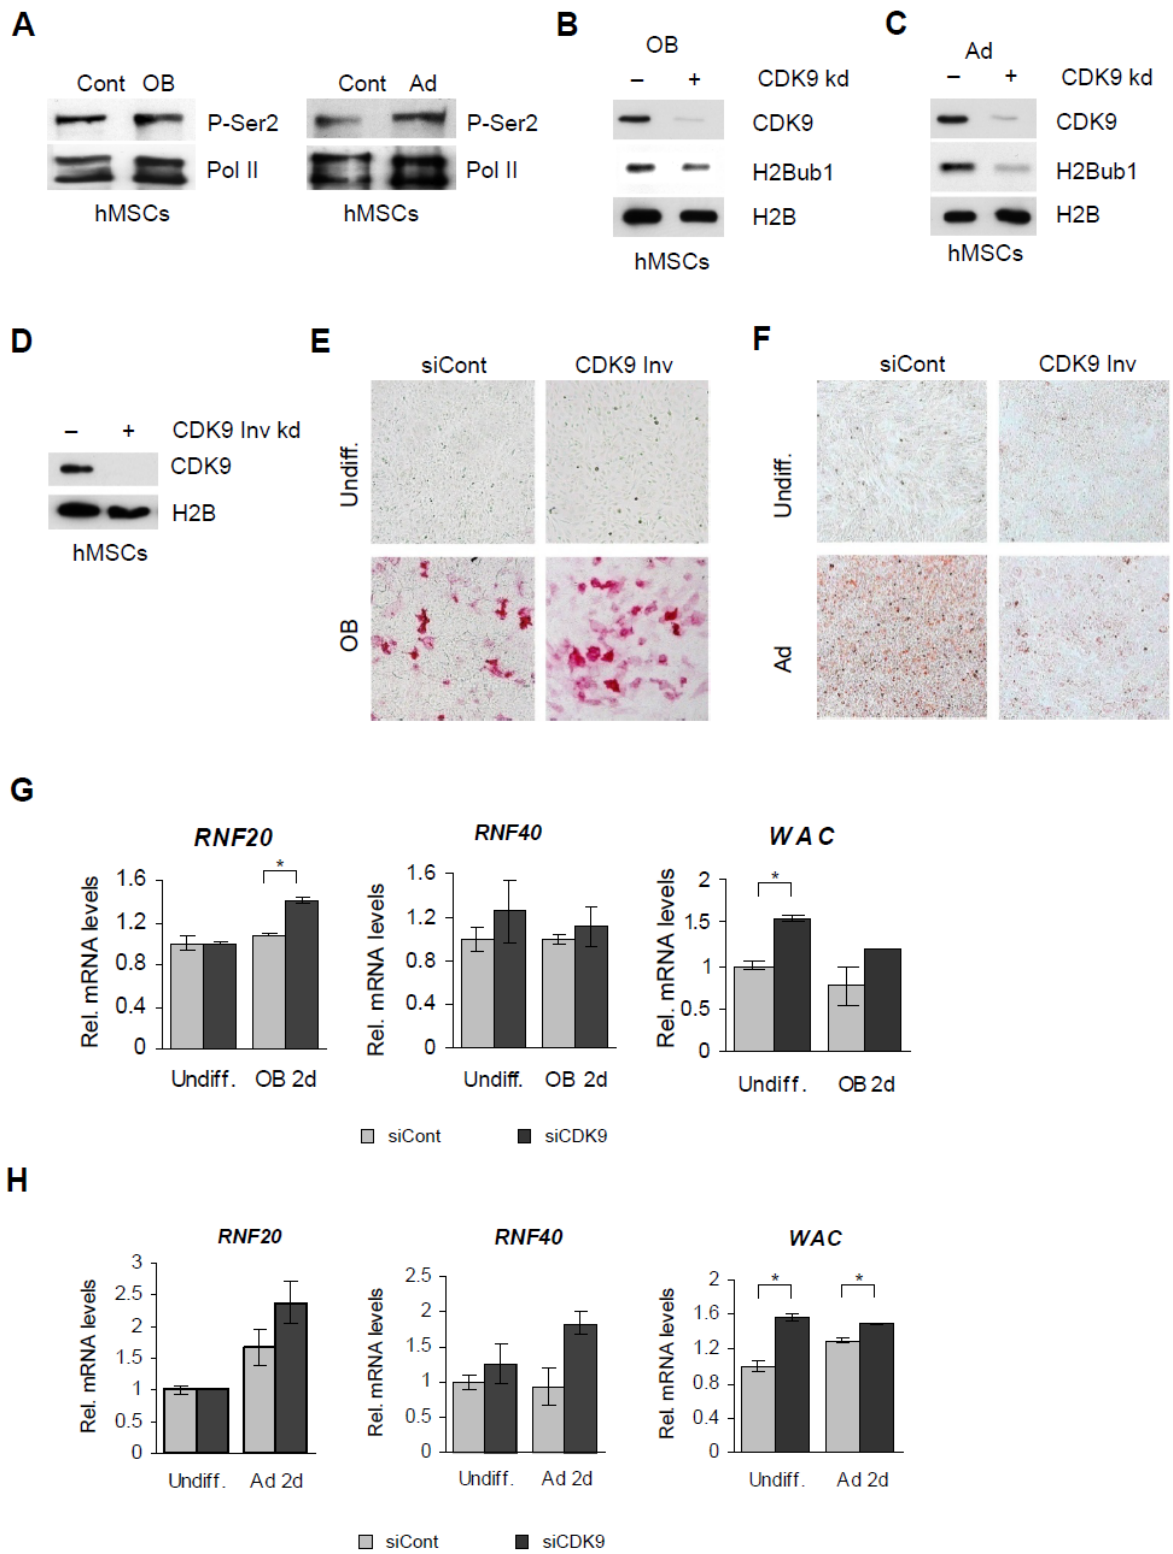 A
Cont OB
P-Ser2
Pol II
hMSCs
Cont Ad
P-Ser2
Pol II
hMSCs
B
OB
– + CDK9 kd
CDK9
H2Bub1
H2B
hMSCs
C
Ad
– + CDK9 kd
CDK9
H2Bub1
H2B
hMSCs
D
– + CDK9 Inv kd
CDK9
H2B
hMSCs
E
siCont CDK9 Inv
Undiff.
OB
F
siCont CDK9 Inv
Undiff.
Ad
G
RNF20
Rel. mRNA levels
1.6
1.2
0.8
0.4
0
*
Undiff. OB 2d
RNF40
Rel. mRNA levels
1.6
1.2
0.8
0.4
0
Undiff. OB 2d
WAC
Rel. mRNA levels
2
1.5
1
0.5
0
*
Undiff. OB 2d
siCont siCDK9
H
RNF20
Rel. mRNA levels
3
2.5
2
1.5
1
0.5
0
Undiff. Ad 2d
RNF40
Rel. mRNA levels
2.5
2
1.5
1
0.5
0
Undiff. Ad 2d
WAC
Rel. mRNA levels
2
1.6
1.2
0.8
0.4
0
* *
Undiff. Ad 2d
siCont siCDK9